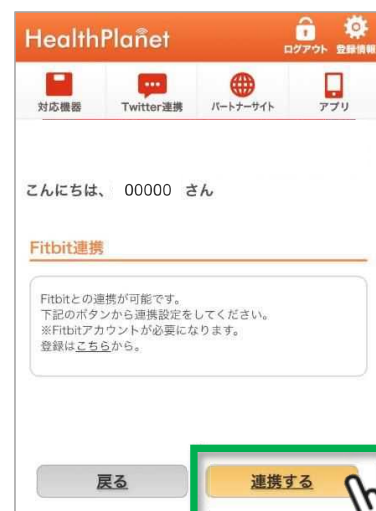 HealthPlanet
ログアウト 登録情報
対応機器 Twitter連携 パートナーサイト アプリ
こんにちは、 00000 さん
Fitbit連携
Fitbitとの連携が可能です。
下記のボタンから連携設定をしてください。
※Fitbitアカウントが必要になります。
登録はこちらから。
戻る 連携する